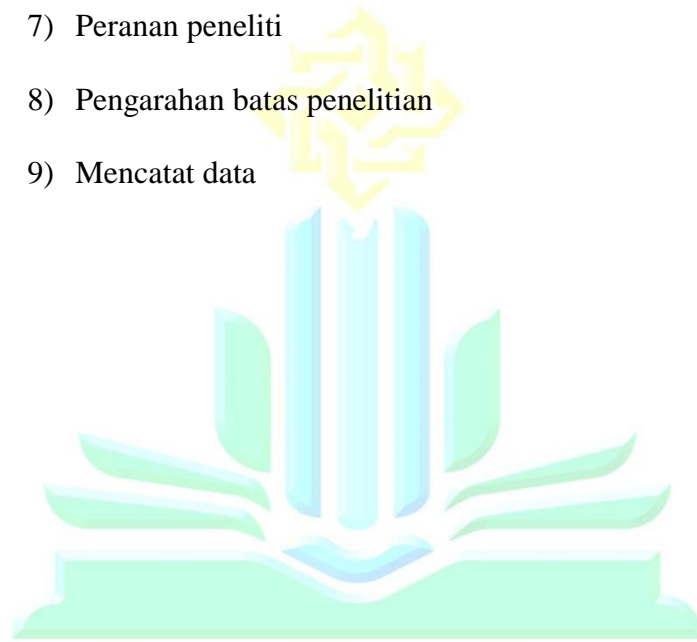 7) Peranan peneliti
8) Pengarahan batas penelitian
9) Mencatat data